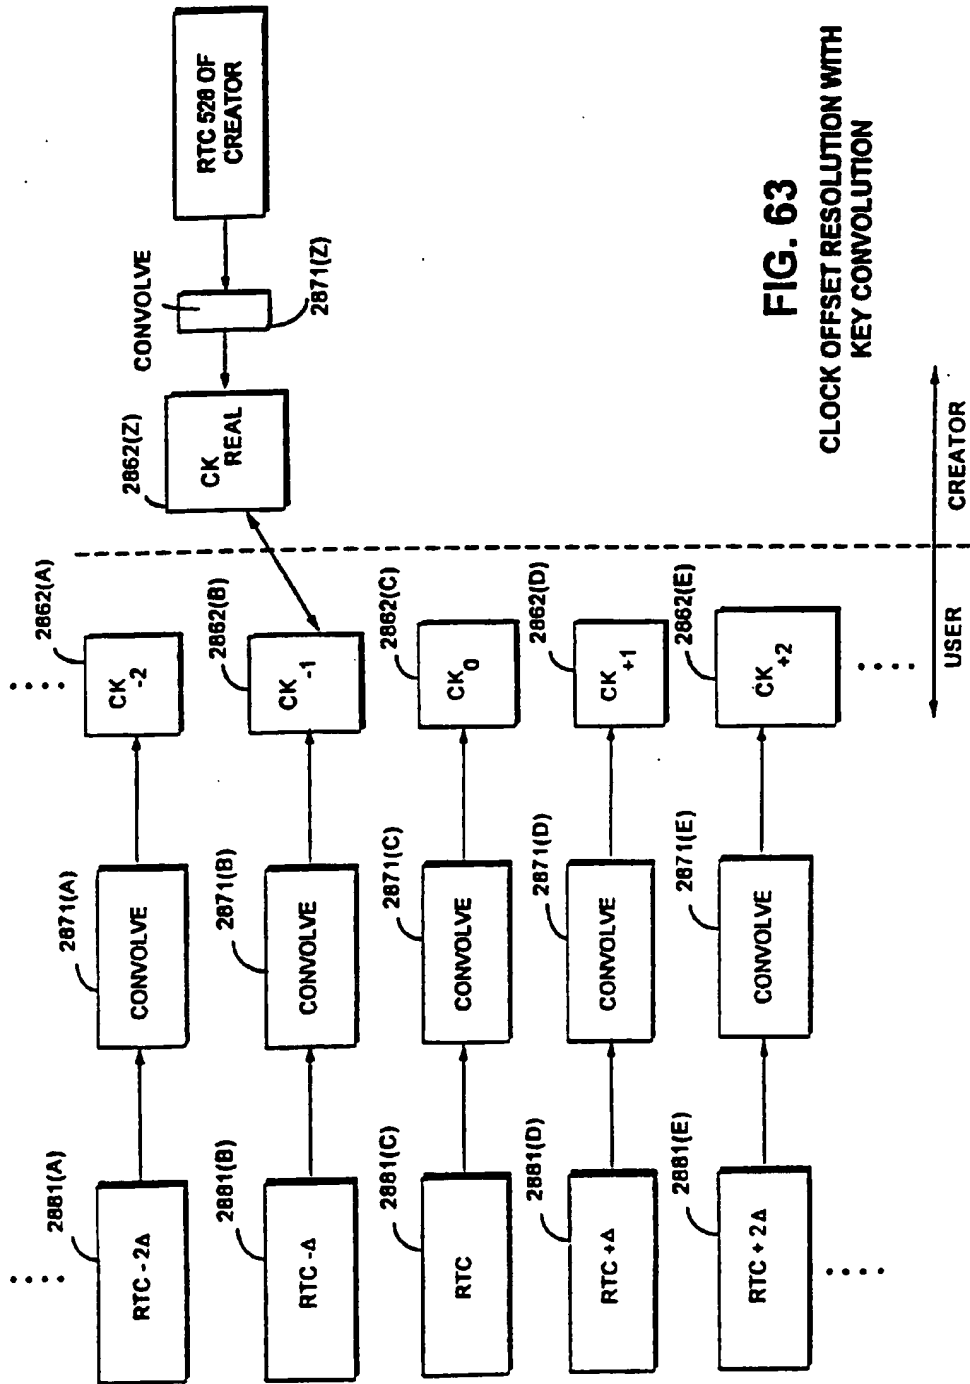 RTC 528 OF
CREATOR
CONVOLVE
2871(Z)
2862(Z)
CK REAL
2862(A)
CK -2
2871(A)
CONVOLVE
2881(A)
RTC - 2Δ
2862(B)
CK -1
2871(B)
CONVOLVE
2881(B)
RTC -Δ
2862(C)
CK 0
2871(C)
CONVOLVE
2881(C)
RTC
2862(D)
CK +1
2871(D)
CONVOLVE
2881(D)
RTC +Δ
2862(E)
CK +2
2871(E)
CONVOLVE
2881(E)
RTC + 2Δ
USER
CREATOR
FIG. 63
CLOCK OFFSET RESOLUTION WITH
KEY CONVOLUTION